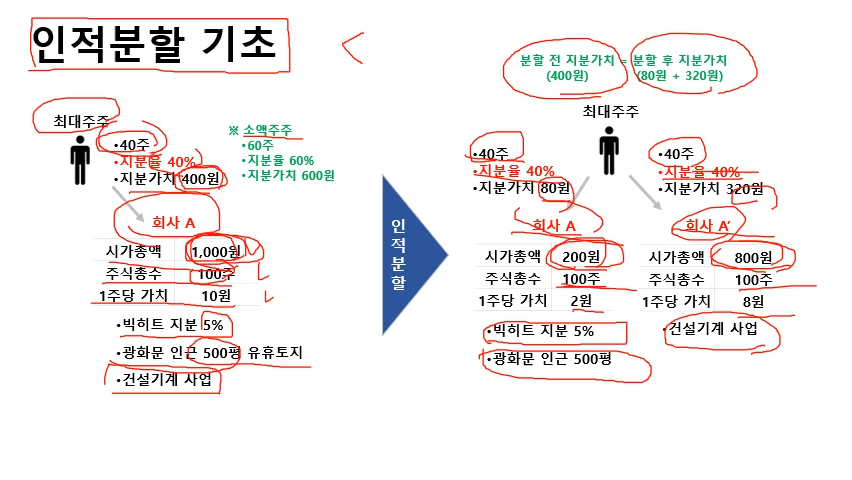 인적분할 기초
최대주주
•40주
•지분율 40%
•지분가치 400원
※ 소액주주
•60주
•지분율 60%
•지분가치 600원
회사 A
시가총액 1,000원
주식총수 100주
1주당 가치 10원
•빅히트 지분 5%
•광화문 인근 500평 유휴토지
•건설기계 사업
인적분할
분할 전 지분가치 = 분할 후 지분가치
(400원) (80원 + 320원)
최대주주
•40주
•지분율 40%
•지분가치 80원
•40주
•지분율 40%
•지분가치 320원
회사 A
시가총액 200원
주식총수 100주
1주당 가치 2원
•빅히트 지분 5%
•광화문 인근 500평
회사 A′
시가총액 800원
주식총수 100주
1주당 가치 8원
•건설기계 사업